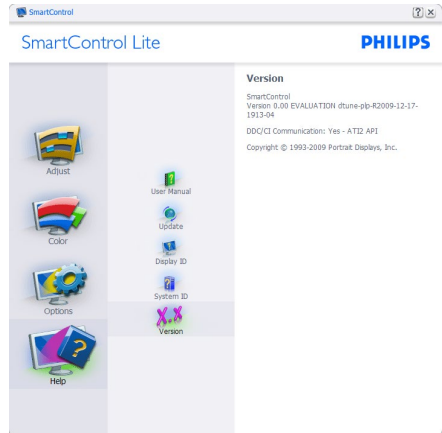 SmartControl
SmartControl Lite
PHILIPS
Adjust
Color
Options
Help
User Manual
Update
Display ID
System ID
X.X
Version
Version
SmartControl
Version 0.00 EVALUATION dtune-plp-R2009-12-17-
1913-04
DDC/CI Communication: Yes - ATI2 API
Copyright © 1993-2009 Portrait Displays, Inc.